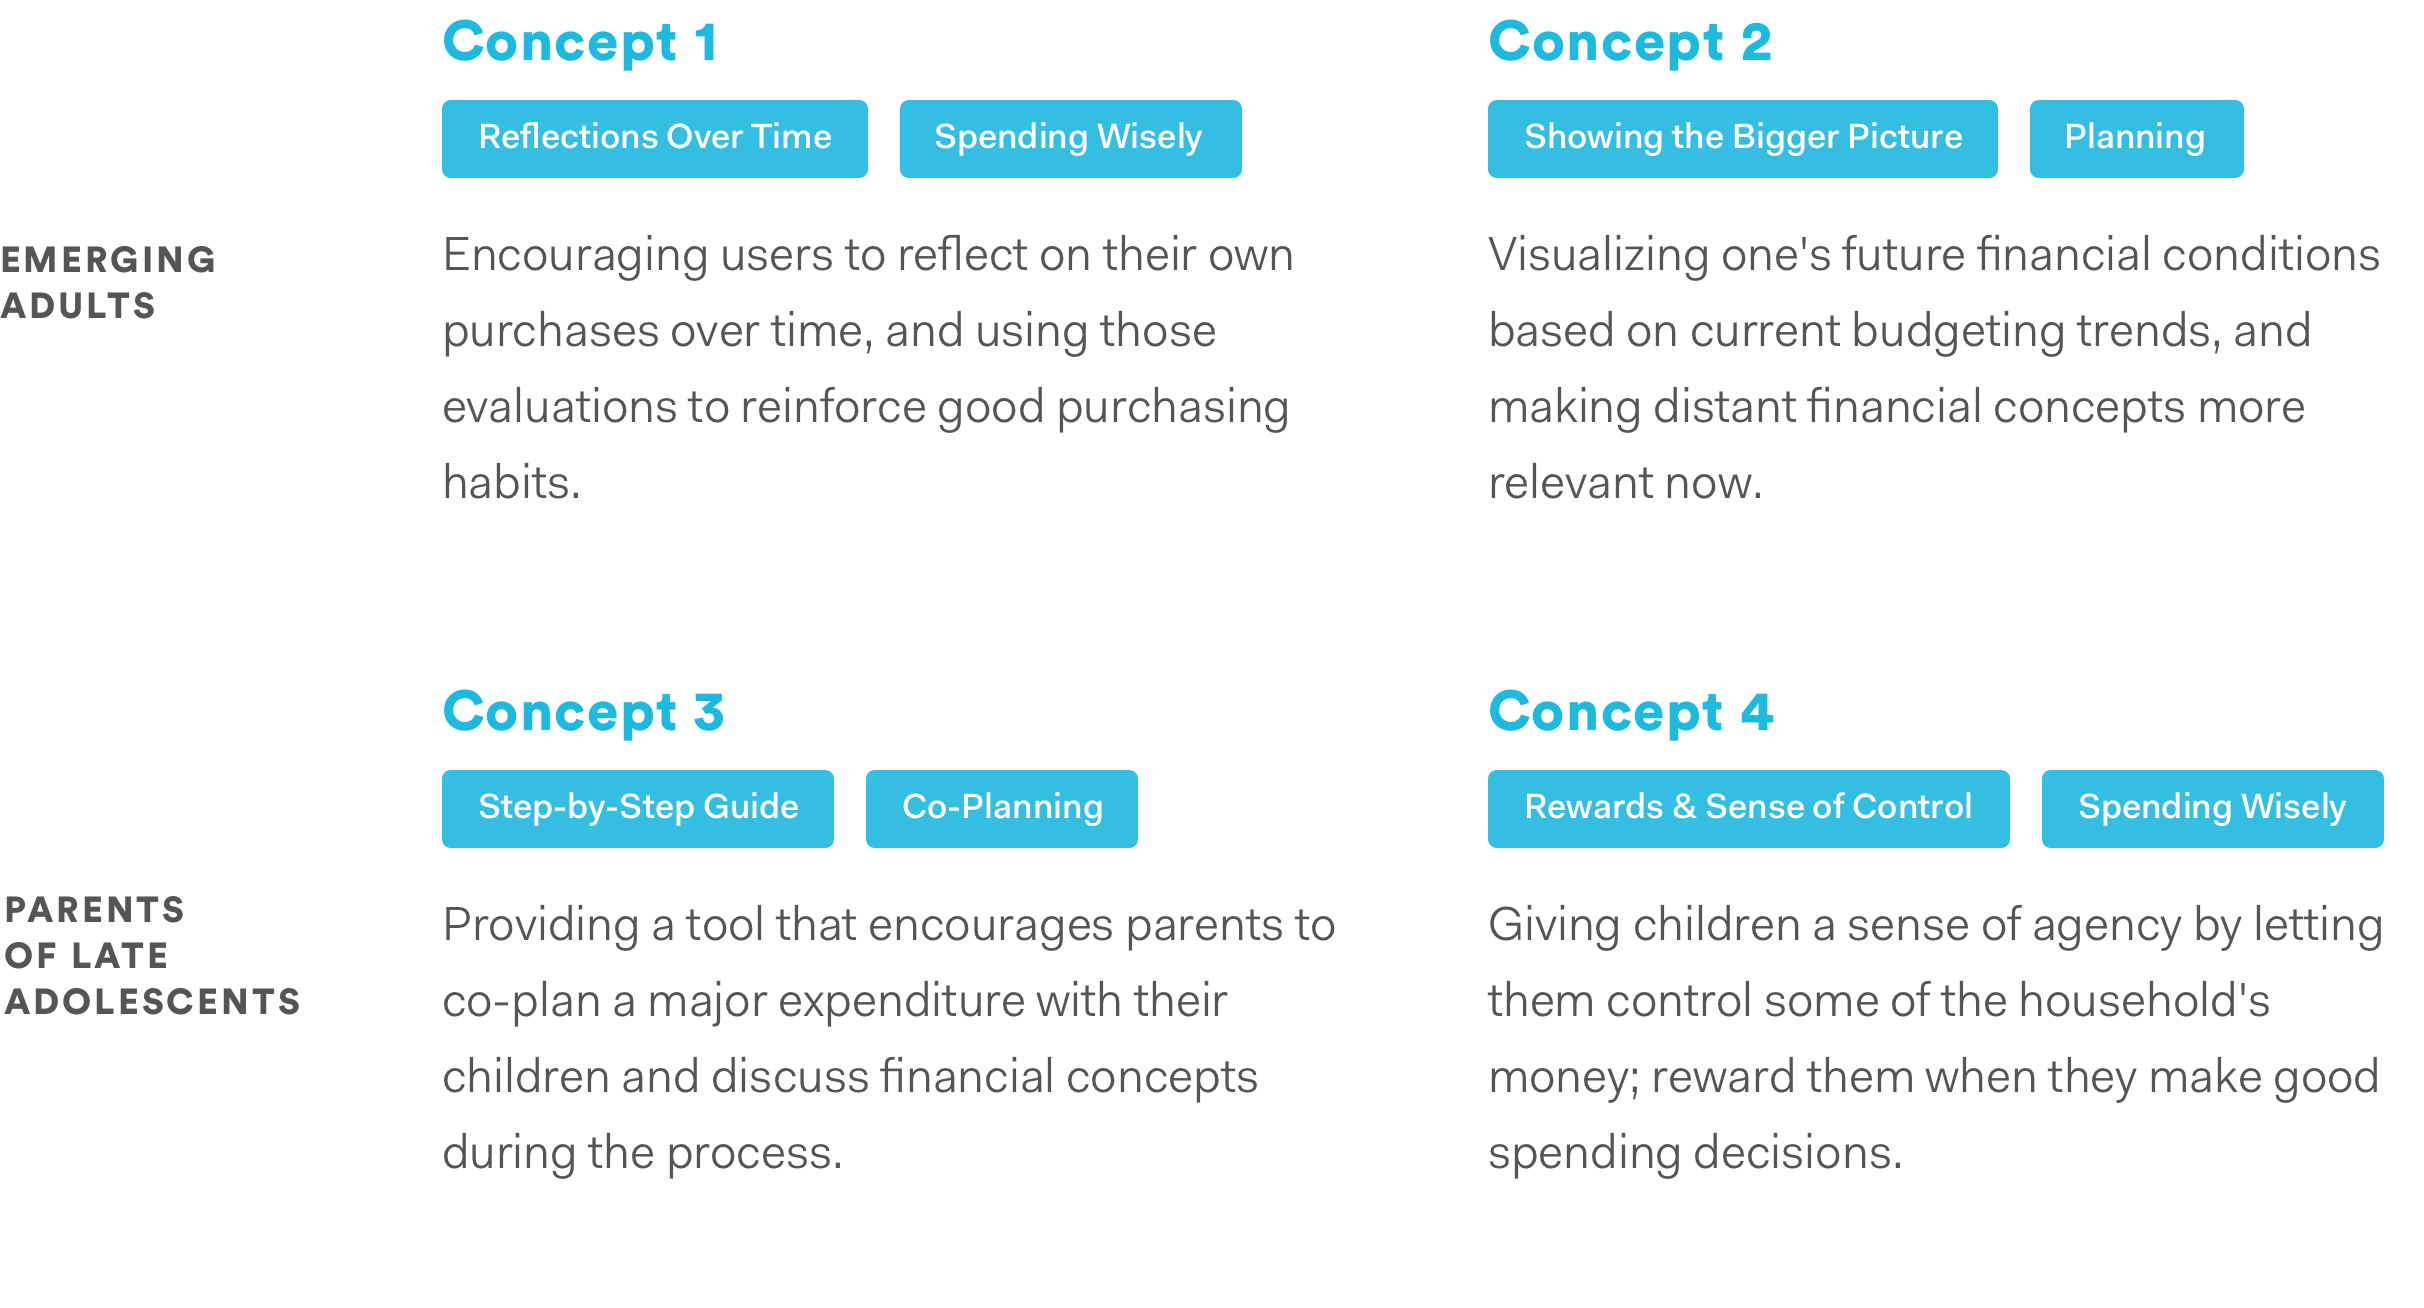 Concept 1
Reflections Over Time
Spending Wisely
EMERGING
ADULTS
Encouraging users to reflect on their own
purchases over time, and using those
evaluations to reinforce good purchasing
habits.
Concept 2
Showing the Bigger Picture
Planning
Visualizing one's future financial conditions
based on current budgeting trends, and
making distant financial concepts more
relevant now.
Concept 3
Step-by-Step Guide
Co-Planning
PARENTS
OF LATE
ADOLESCENTS
Providing a tool that encourages parents to
co-plan a major expenditure with their
children and discuss financial concepts
during the process.
Concept 4
Rewards & Sense of Control
Spending Wisely
Giving children a sense of agency by letting
them control some of the household's
money; reward them when they make good
spending decisions.